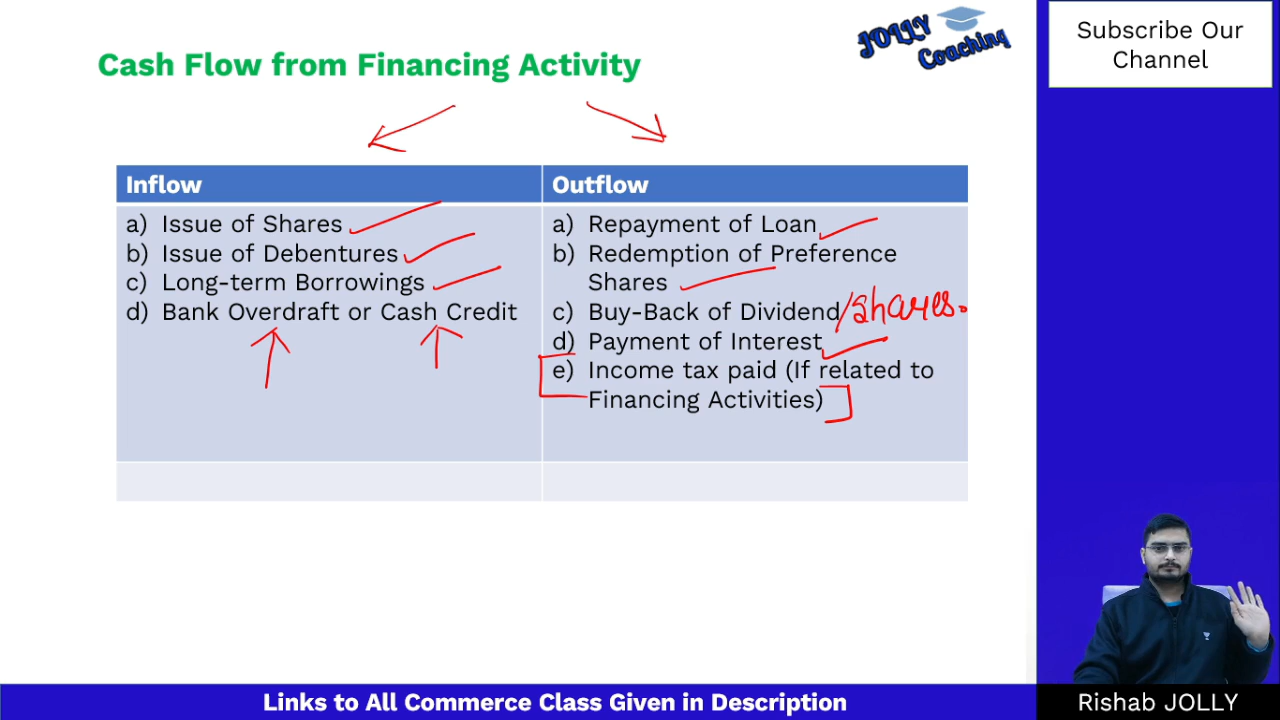 JOLLY
Coaching
Subscribe Our
Channel
Cash Flow from Financing Activity
Inflow
a) Issue of Shares
b) Issue of Debentures
c) Long-term Borrowings
d) Bank Overdraft or Cash Credit
Outflow
a) Repayment of Loan
b) Redemption of Preference
Shares
c) Buy-Back of Dividend/shares.
d) Payment of Interest
e) Income tax paid (If related to
Financing Activities)
Links to All Commerce Class Given in Description
Rishab JOLLY